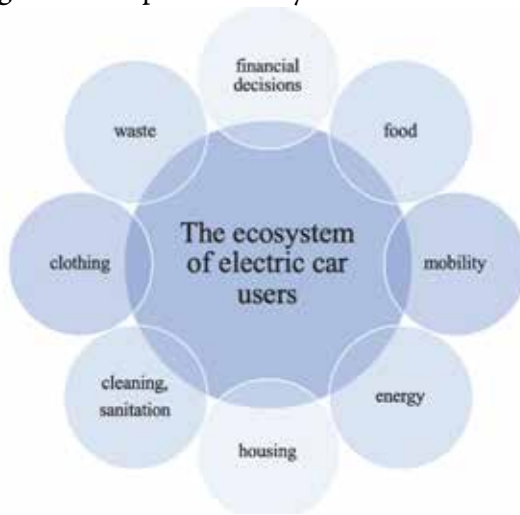 financial
decisions
waste
food
The ecosystem
of electric car
users
clothing
mobility
cleaning,
sanitation
energy
housing